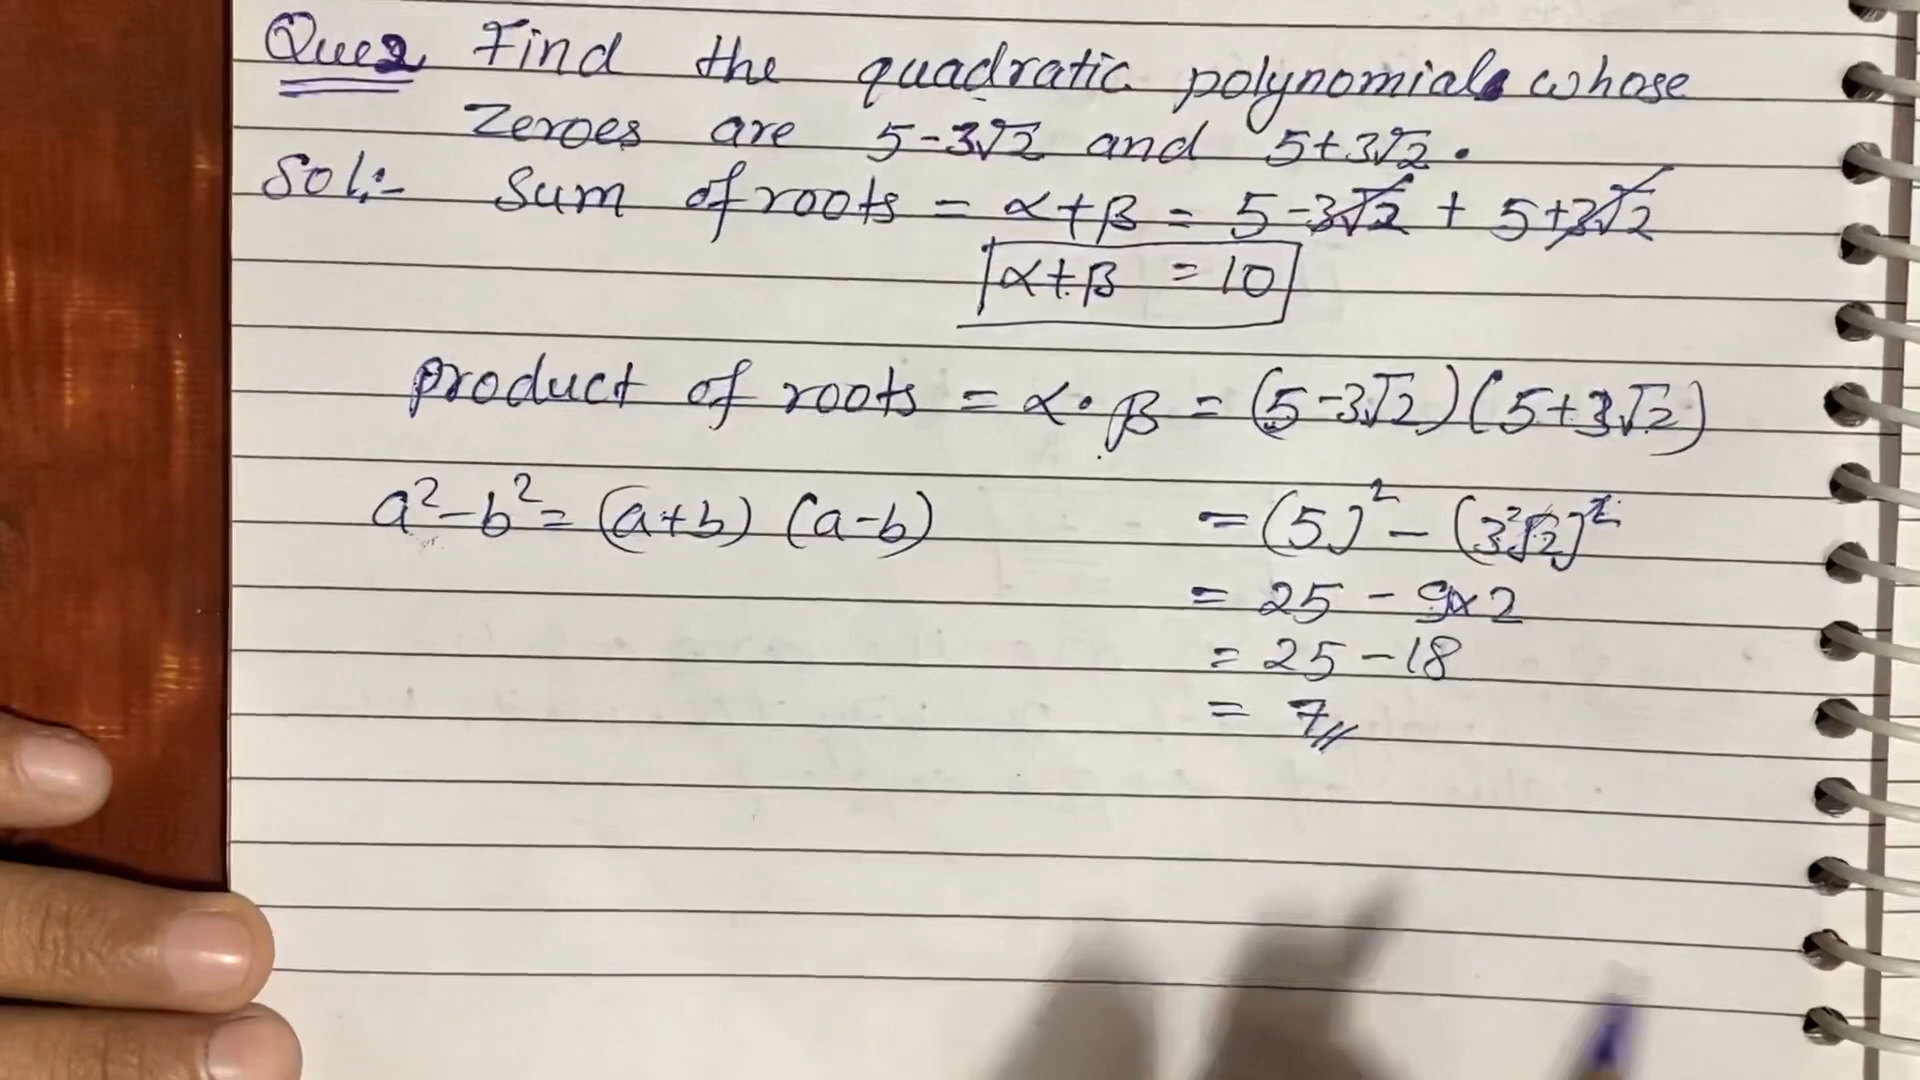 Que2 Find the quadratic polynomials whose
zeroes are 5-3√2 and 5+3√2.
Sol:- Sum of roots = α+β = 5-3√2 + 5+3√2
α+β = 10
product of roots = α·β = (5-3√2)(5+3√2)
a²-b² = (a+b) (a-b) = (5)² - (3²√2)²
= 25 - 9×2
= 25 - 18
= 7//